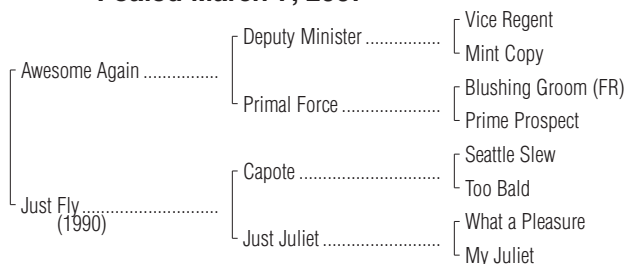 Foaled March
Vice Regent
Deputy Minister ................
Mint Copy
Awesome Again ................
Blushing Groom (FR)
Primal Force .....................
Prime Prospect
Seattle Slew
Capote ..............................
Too Bald
Just Fly.............................
(1990)
What a Pleasure
Just Juliet .........................
My Juliet